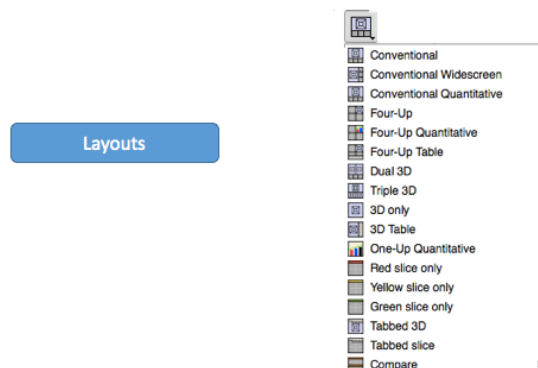 Layouts
Conventional
Conventional Widescreen
Conventional Quantitative
Four-Up
Four-Up Quantitative
Four-Up Table
Dual 3D
Triple 3D
3D only
3D Table
One-Up Quantitative
Red slice only
Yellow slice only
Green slice only
Tabbed 3D
Tabbed slice
Compare